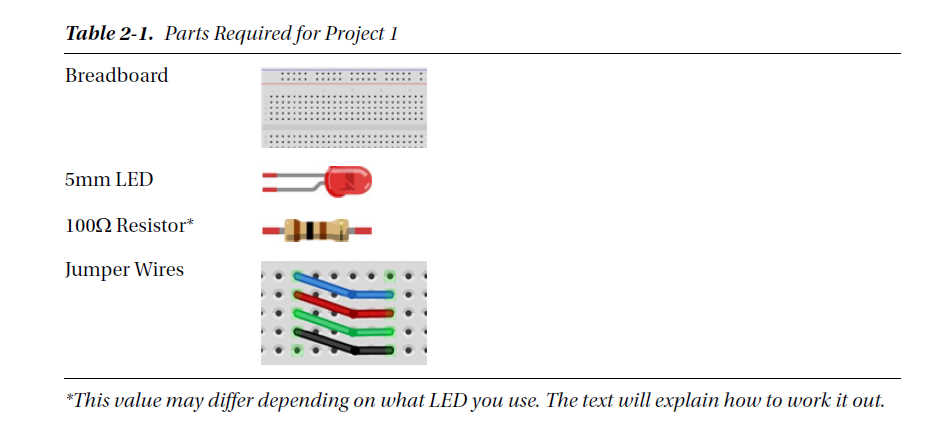 Table 2-1. Parts Required for Project 1
Breadboard
5mm LED
100Ω Resistor*
Jumper Wires
*This value may differ depending on what LED you use. The text will explain how to work it out.